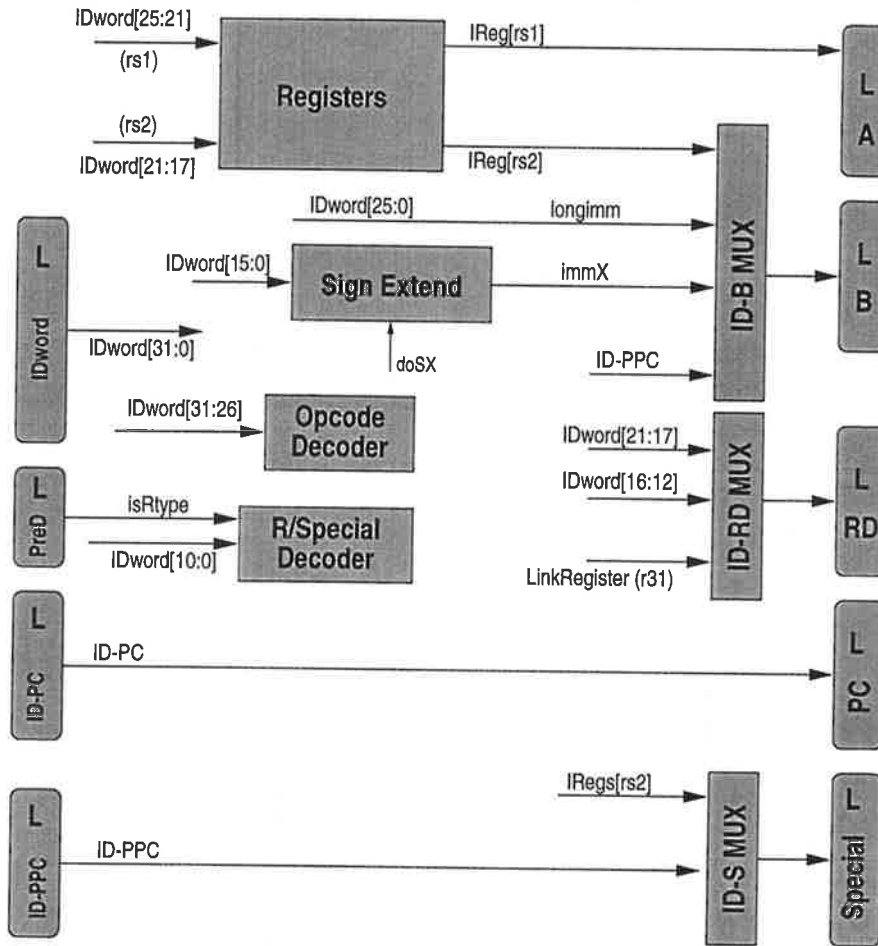 IDword[25:21]
(rs1)
(rs2)
IDword[21:17]
Registers
IReg[rs1]
IReg[rs2]
L
A
IDword[25:0]
longimm
IDword[15:0]
Sign Extend
immX
doSX
ID-PPC
ID-B MUX
L
B
L
IDword
IDword[31:0]
IDword[31:26]
Opcode
Decoder
IDword[21:17]
IDword[16:12]
LinkRegister (r31)
ID-RD MUX
L
RD
L
PreD
isRtype
IDword[10:0]
R/Special
Decoder
L
ID-PC
ID-PC
L
PC
L
ID-PPC
ID-PPC
IRegs[rs2]
ID-S MUX
L
Special